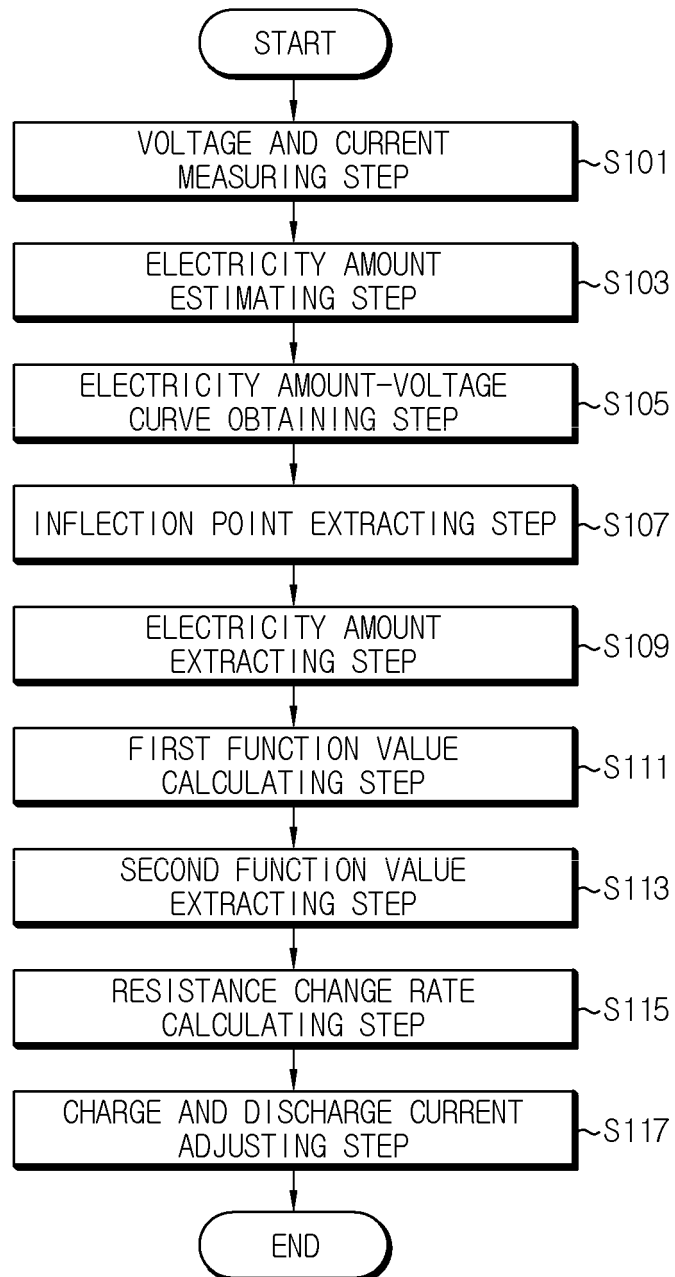 START
VOLTAGE AND CURRENT
MEASURING STEP
~S101
ELECTRICITY AMOUNT
ESTIMATING STEP
~S103
ELECTRICITY AMOUNT-VOLTAGE
CURVE OBTAINING STEP
~S105
INFLECTION POINT EXTRACTING STEP
~S107
ELECTRICITY AMOUNT
EXTRACTING STEP
~S109
FIRST FUNCTION VALUE
CALCULATING STEP
~S111
SECOND FUNCTION VALUE
EXTRACTING STEP
~S113
RESISTANCE CHANGE RATE
CALCULATING STEP
~S115
CHARGE AND DISCHARGE CURRENT
ADJUSTING STEP
~S117
END